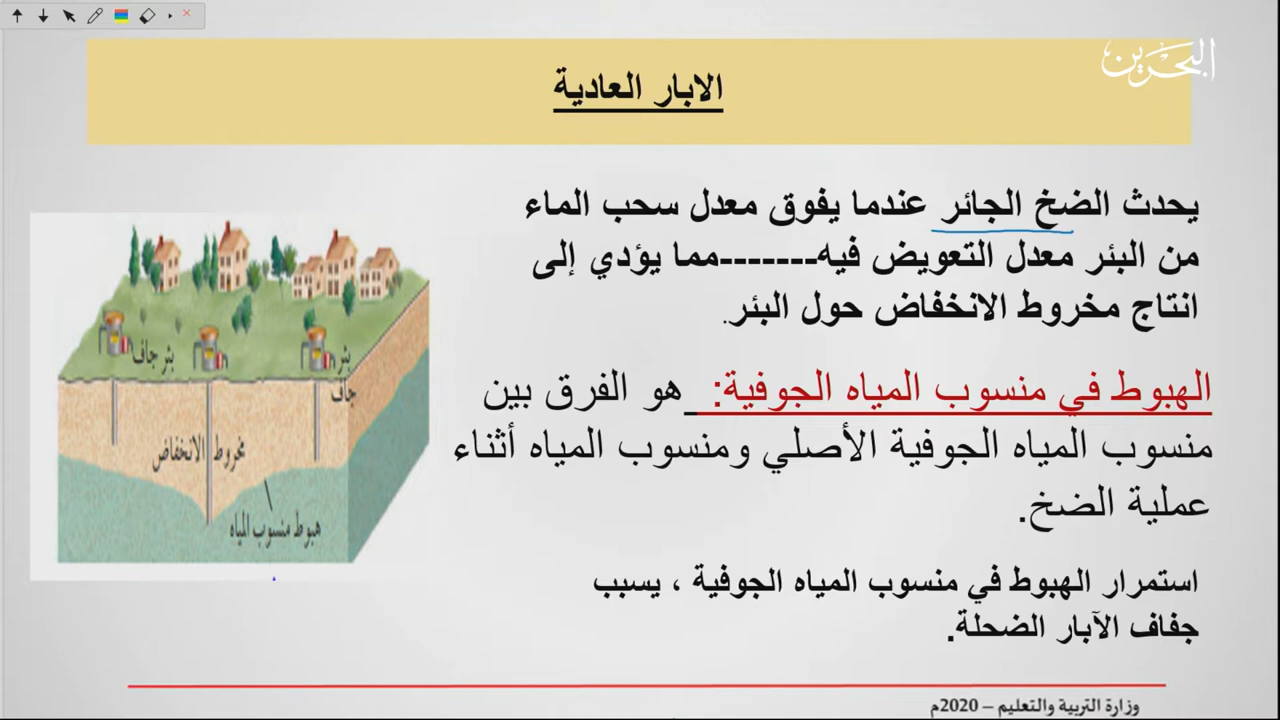 البحرين
الابار العادية
يحدث الضخ الجائر عندما يفوق معدل سحب الماء
من البئر معدل التعويض فيه-------مما يؤدي إلى
انتاج مخروط الانخفاض حول البئر.
الهبوط في منسوب المياه الجوفية: هو الفرق بين
منسوب المياه الجوفية الأصلي ومنسوب المياه أثناء
عملية الضخ.
استمرار الهبوط في منسوب المياه الجوفية ، يسبب
جفاف الآبار الضحلة.
بئر جاف
بئر
جاف
مخروط الانخفاض
هبوط منسوب المياه
وزارة التربية والتعليم – 2020م